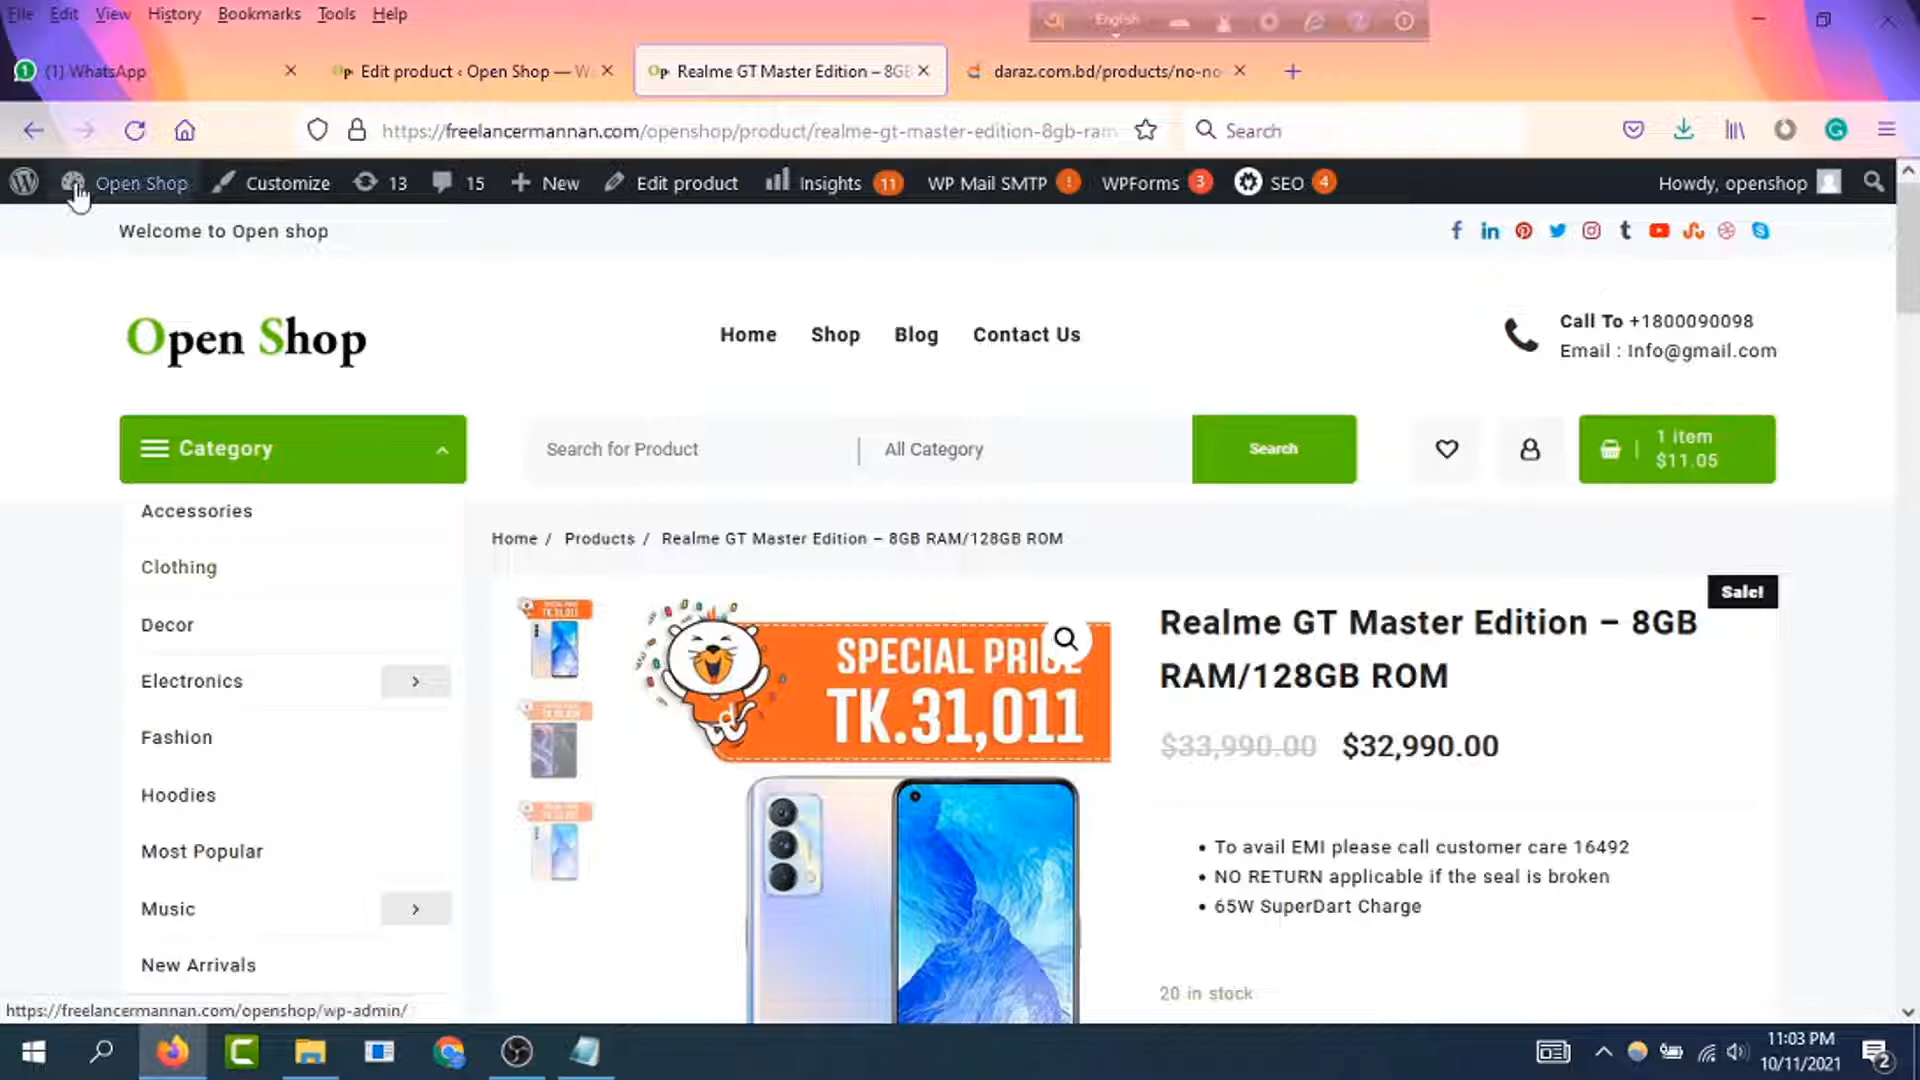 File Edit View History Bookmarks Tools Help
English
(1) WhatsApp
Edit product ‹ Open Shop — W
Realme GT Master Edition – 8GB
daraz.com.bd/products/no-no
https://freelancermannan.com/openshop/product/realme-gt-master-edition-8gb-ram
Search
Open Shop Customize 13 15 New Edit product Insights 11 WP Mail SMTP ! WPForms 3 SEO 4 Howdy, openshop
Welcome to Open shop
Open Shop
Home Shop Blog Contact Us
Call To +1800090098
Email : Info@gmail.com
Category
Search for Product
All Category
Search
1 item
$11.05
Accessories
Clothing
Decor
Electronics
Fashion
Hoodies
Most Popular
Music
New Arrivals
Home / Products / Realme GT Master Edition – 8GB RAM/128GB ROM
SPECIAL PRICE
TK.31,011
Sale!
Realme GT Master Edition – 8GB
RAM/128GB ROM
$33,990.00 $32,990.00
To avail EMI please call customer care 16492
NO RETURN applicable if the seal is broken
65W SuperDart Charge
20 in stock
https://freelancermannan.com/openshop/wp-admin/
11:03 PM
10/11/2021
2